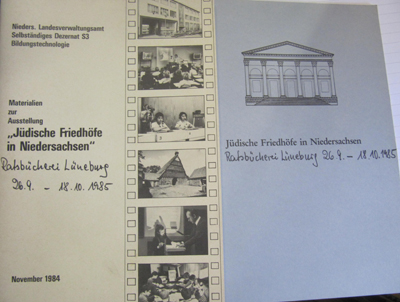 Nieders. Landesverwaltungsamt
Selbständiges Dezernat S3
Bildungstechnologie
Materialien
zur
Ausstellung
„Jüdische Friedhöfe
in Niedersachsen"
Ratsbücherei Lüneburg
26.9. – 18.10.1985
November 1984
Jüdische Friedhöfe in Niedersachsen
Ratsbücherei Lüneburg 26.9. – 18.10.1985